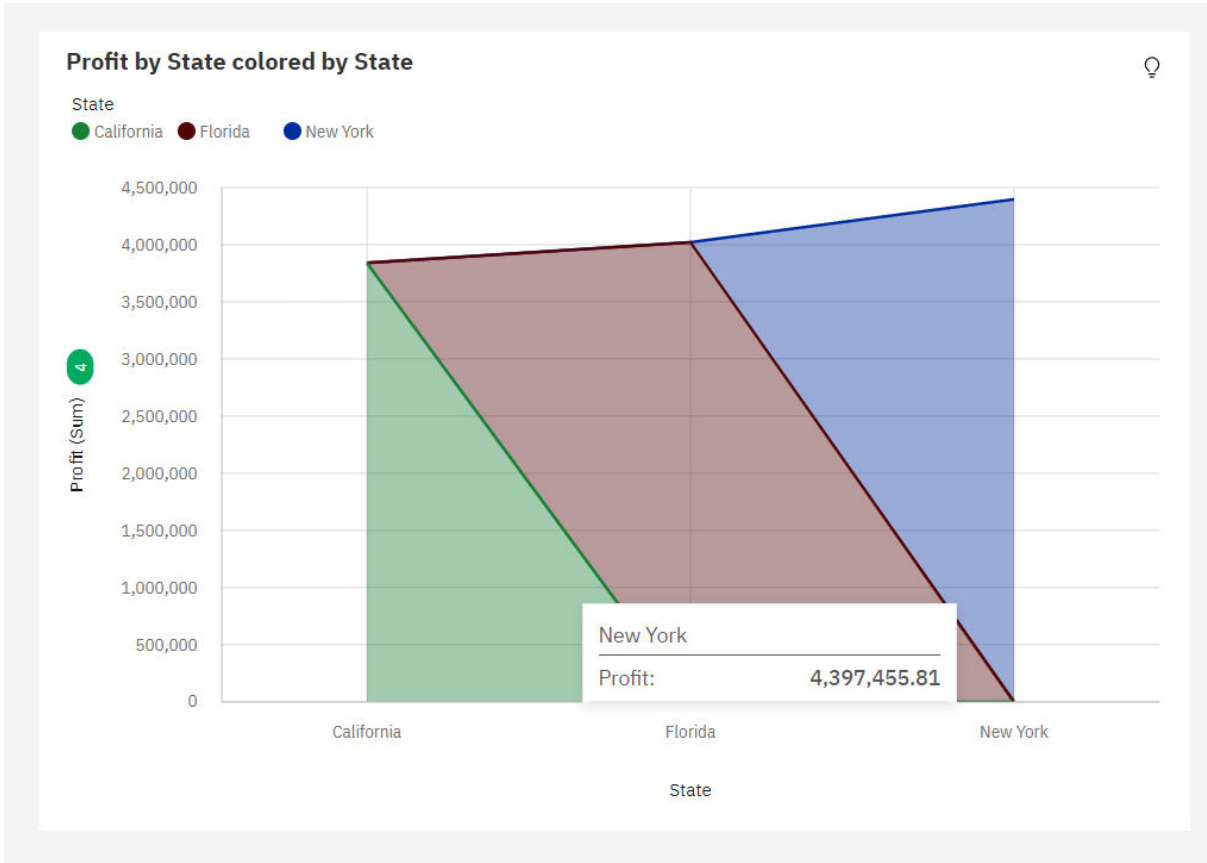 Profit by State colored by State
State
California Florida New York
4,500,000
4,000,000
3,500,000
3,000,000
2,500,000
2,000,000
1,500,000
1,000,000
500,000
0
Profit (Sum) 4
New York
Profit: 4,397,455.81
California Florida New York
State